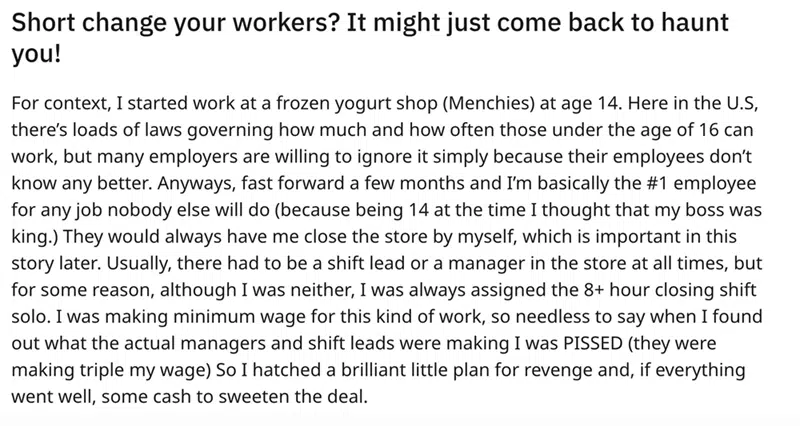 Short change your workers? It might just come back to haunt
you!
For context, I started work at a frozen yogurt shop (Menchies) at age 14. Here in the U.S,
there's loads of laws governing how much and how often those under the age of 16 can
work, but many employers are willing to ignore it simply because their employees don't
know any better. Anyways, fast forward a few months and I'm basically the #1 employee
for any job nobody else will do (because being 14 at the time I thought that my boss was
king.) They would always have me close the store by myself, which is important in this
story later. Usually, there had to be a shift lead or a manager in the store at all times, but
for some reason, although I was neither, I was always assigned the 8+ hour closing shift
solo. I was making minimum wage for this kind of work, so needless to say when I found
out what the actual managers and shift leads were making I was PISSED (they were
making triple my wage) So I hatched a brilliant little plan for revenge and, if everything
went well, some cash to sweeten the deal.